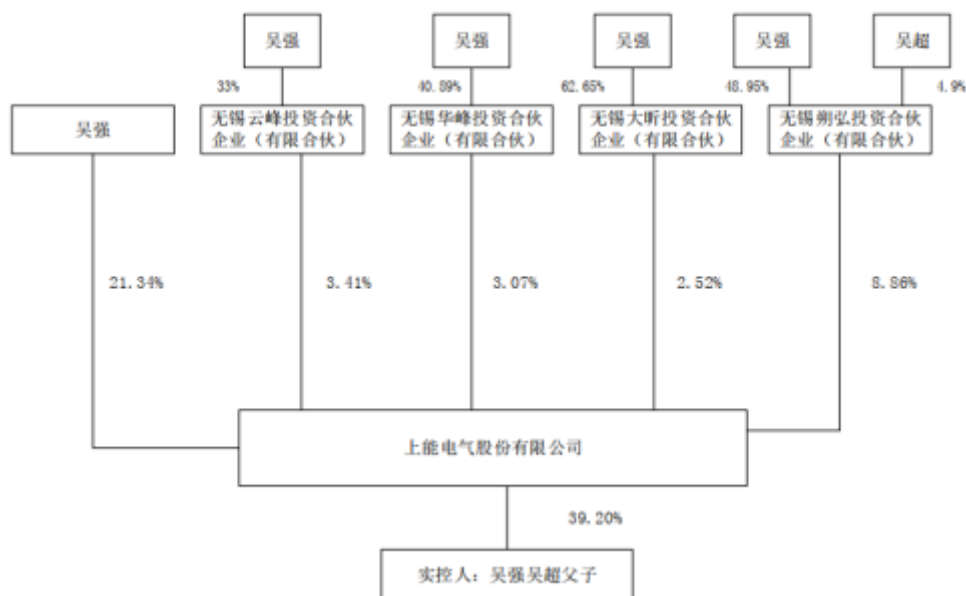 吴强
吴强
吴强
吴强
吴超
33%
40.89%
62.65%
48.95%
4.9%
吴强
无锡云峰投资合伙
企业（有限合伙）
无锡华峰投资合伙
企业（有限合伙）
无锡大昕投资合伙
企业（有限合伙）
无锡朔弘投资合伙
企业（有限合伙）
21.34%
3.41%
3.07%
2.52%
8.86%
上能电气股份有限公司
39.20%
实控人：吴强吴超父子